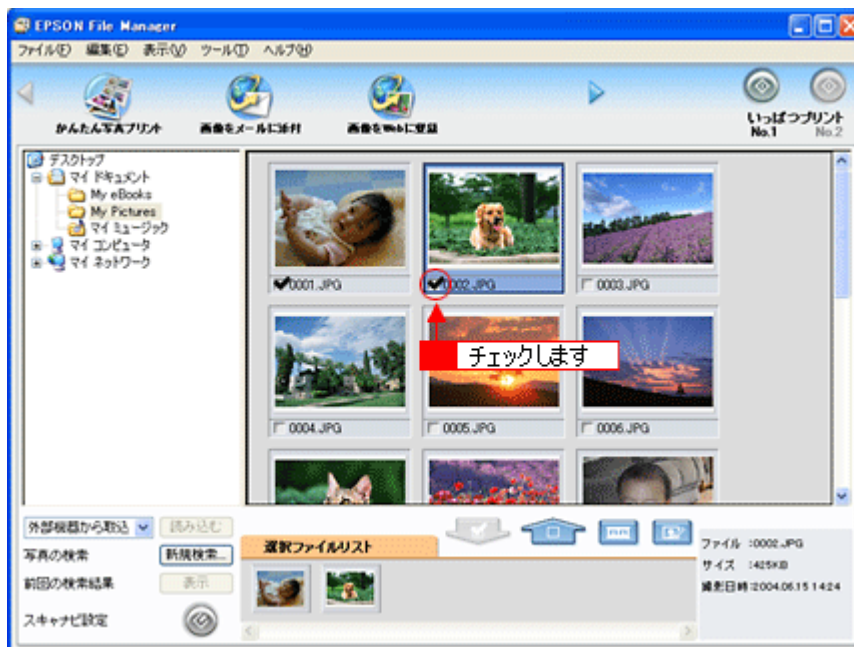 EPSON File Manager
ファイル(F) 編集(E) 表示(V) ツール(T) ヘルプ(H)
かんたん写真プリント 画像をメールに添付 画像をWebに登録
いっぱつプリント
No.1 No.2
デスクトップ
マイ ドキュメント
My eBooks
My Pictures
マイ ミュージック
マイ コンピュータ
マイ ネットワーク
0001.JPG 0002.JPG 0003.JPG
チェックします
0004.JPG 0005.JPG 0006.JPG
外部機器から取込 読み込む
写真の検索 新規検索...
前回の検索結果 表示
スキャナビ設定
選択ファイルリスト
ファイル :0002.JPG
サイズ :425KB
撮影日時:2004.06.15 14:24